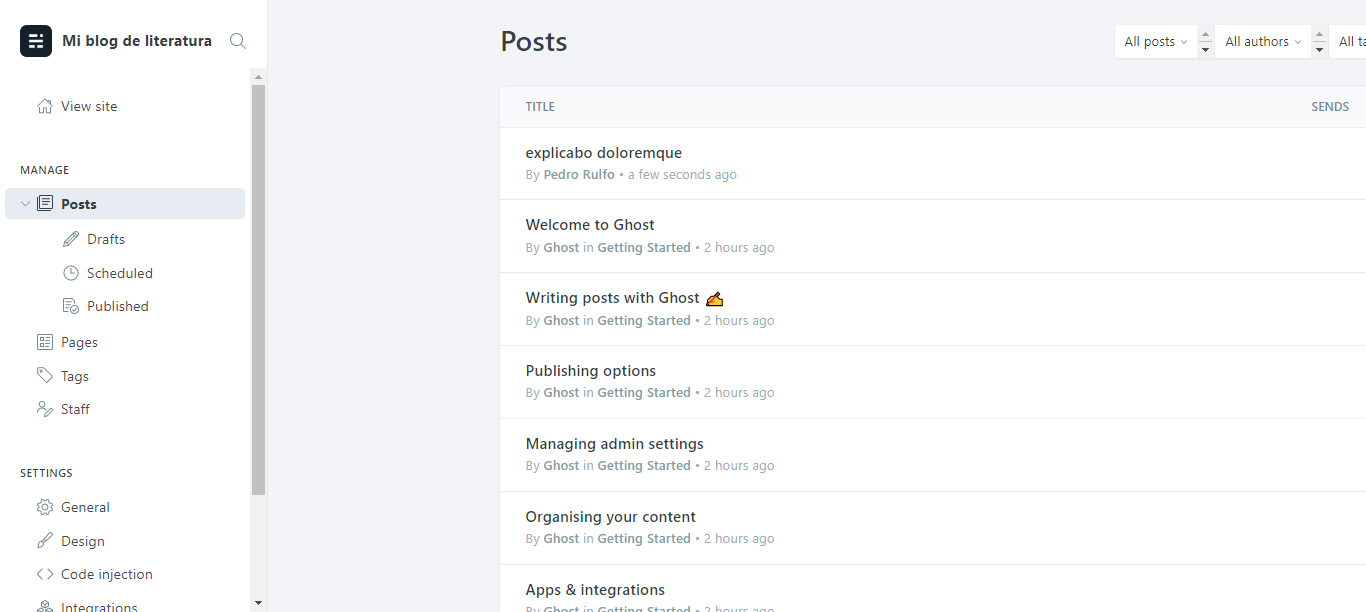 Mi blog de literatura
View site
MANAGE
Posts
Drafts
Scheduled
Published
Pages
Tags
Staff
SETTINGS
General
Design
Code injection
Integrations
Posts
All posts
All authors
All ta
TITLE
SENDS
explicabo doloremque
By Pedro Rulfo • a few seconds ago
Welcome to Ghost
By Ghost in Getting Started • 2 hours ago
Writing posts with Ghost ✍️
By Ghost in Getting Started • 2 hours ago
Publishing options
By Ghost in Getting Started • 2 hours ago
Managing admin settings
By Ghost in Getting Started • 2 hours ago
Organising your content
By Ghost in Getting Started • 2 hours ago
Apps & integrations
By Ghost in Getting Started • 2 hours ago